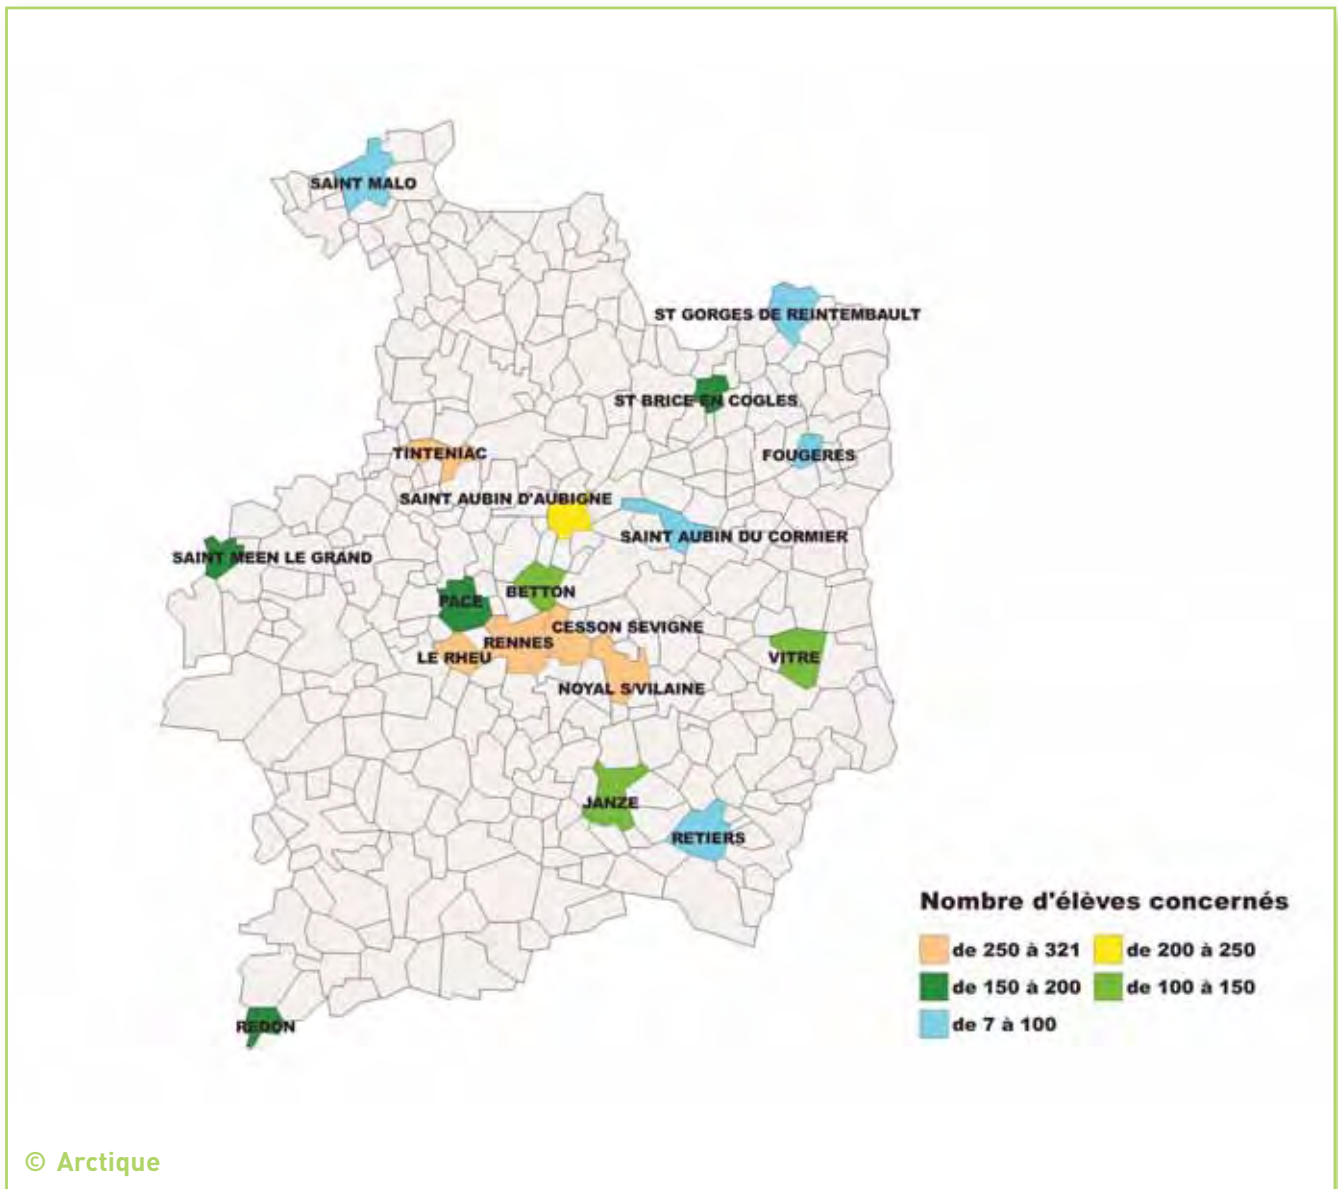 SAINT MALO
ST GORGES DE REINTEMBAULT
ST BRICE EN COGLES
TINTENIAC
FOUGERES
SAINT AUBIN D'AUBIGNE
SAINT AUBIN DU CORMIER
SAINT MEEN LE GRAND
BETTON
PACE
CESSON SEVIGNE
RENNES
LE RHEU
VITRE
NOYAL S/VILAINE
JANZE
RETIERS
REDON
Nombre d'élèves concernés
de 250 à 321 de 200 à 250
de 150 à 200 de 100 à 150
de 7 à 100
© Arctique